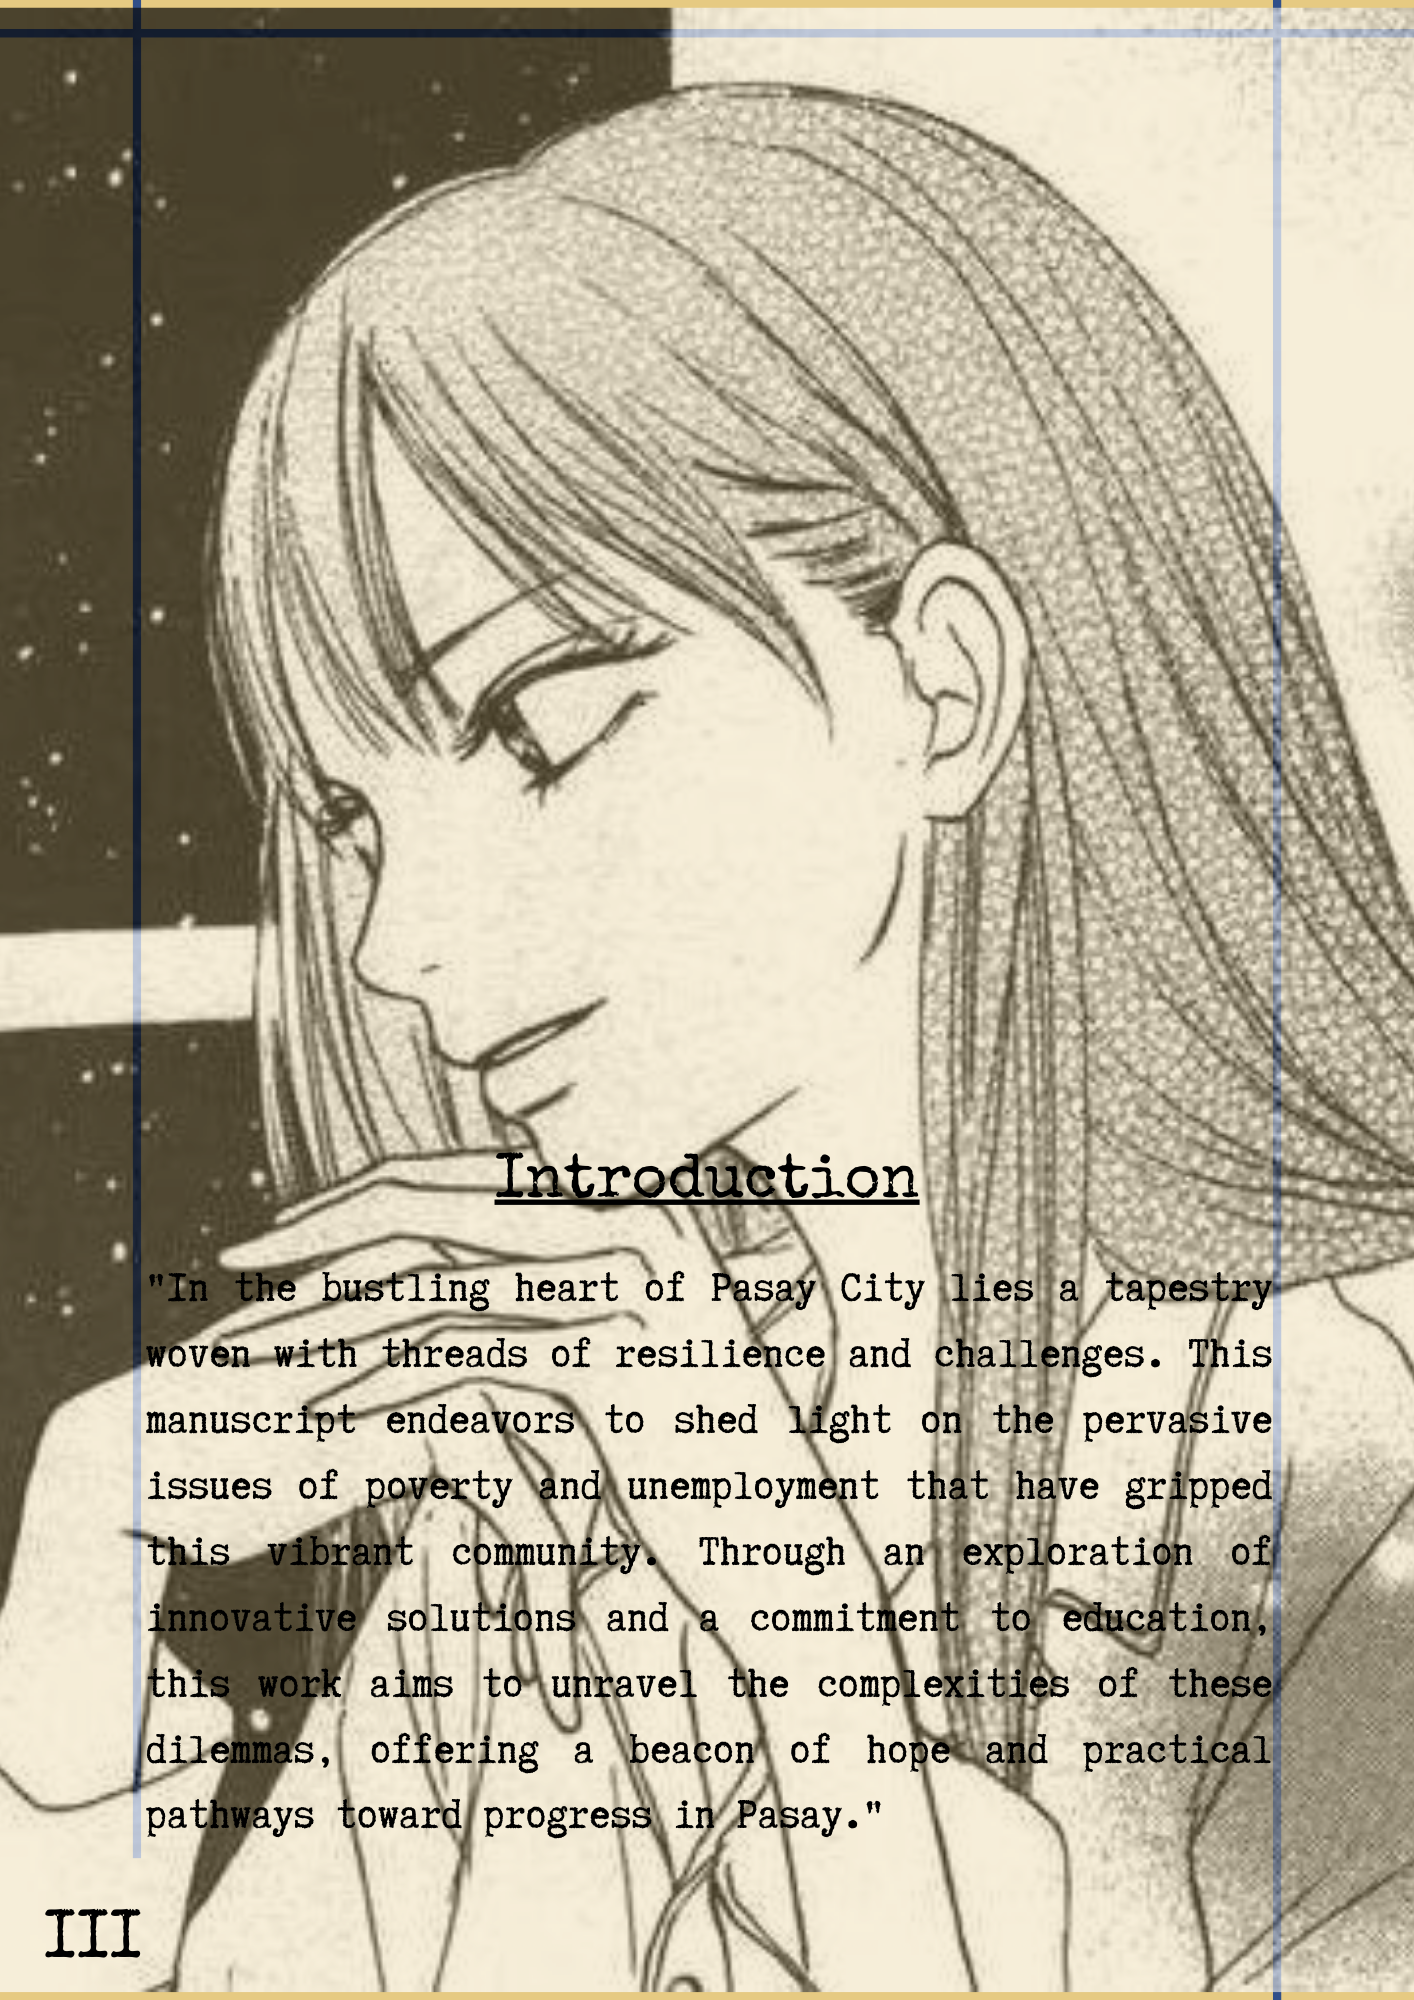 Introduction
"In the bustling heart of Pasay City lies a tapestry
woven with threads of resilience and challenges. This
manuscript endeavors to shed light on the pervasive
issues of poverty and unemployment that have gripped
this vibrant community. Through an exploration of
innovative solutions and a commitment to education,
this work aims to unravel the complexities of these
dilemmas, offering a beacon of hope and practical
pathways toward progress in Pasay."
III